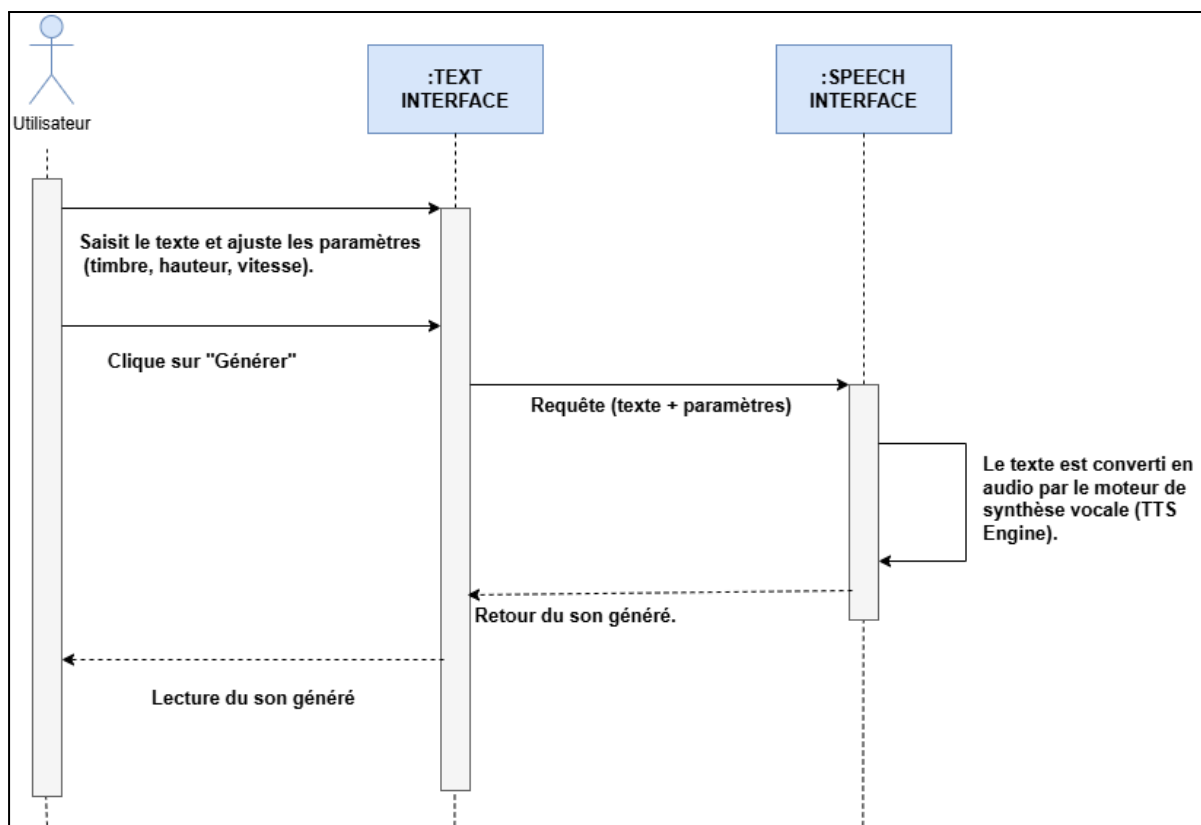 :TEXT
INTERFACE
:SPEECH
INTERFACE
Utilisateur
Saisit le texte et ajuste les paramètres
(timbre, hauteur, vitesse).
Clique sur "Générer"
Requête (texte + paramètres)
Le texte est converti en
audio par le moteur de
synthèse vocale (TTS
Engine).
Retour du son généré.
Lecture du son généré